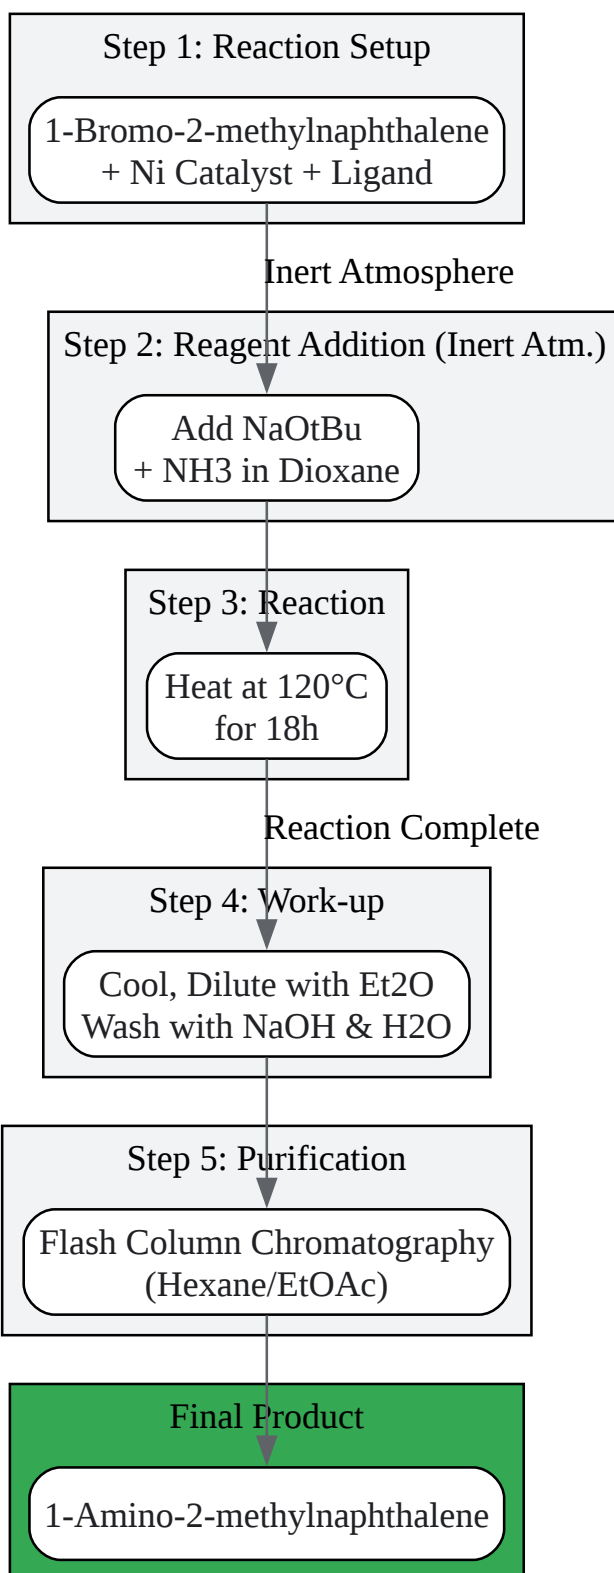 Step 1: Reaction Setup
1-Bromo-2-methylnaphthalene
+ Ni Catalyst + Ligand
Inert Atmosphere
Step 2: Reagent Addition (Inert Atm.)
Add NaOtBu
+ NH3 in Dioxane
Step 3: Reaction
Heat at 120°C
for 18h
Reaction Complete
Step 4: Work-up
Cool, Dilute with Et2O
Wash with NaOH & H2O
Step 5: Purification
Flash Column Chromatography
(Hexane/EtOAc)
Final Product
1-Amino-2-methylnaphthalene